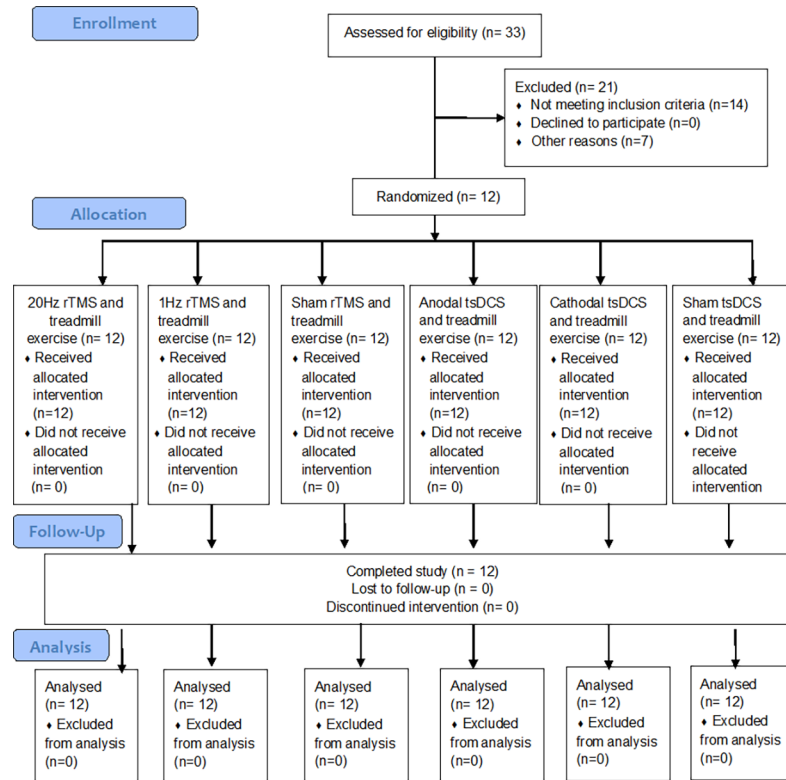 Enrollment
Assessed for eligibility (n= 33)
Excluded (n= 21)
♦ Not meeting inclusion criteria (n=14)
♦ Declined to participate (n=0)
♦ Other reasons (n=7)
Randomized (n= 12)
Allocation
20Hz rTMS and
treadmill
exercise (n= 12)
♦ Received
allocated
intervention
(n=12)
♦ Did not receive
allocated
intervention
(n= 0)
1Hz rTMS and
treadmill
exercise (n= 12)
♦ Received
allocated
intervention
(n=12)
♦ Did not receive
allocated
intervention
(n= 0)
Sham rTMS and
treadmill
exercise (n= 12)
♦ Received
allocated
intervention
(n=12)
♦ Did not receive
allocated
intervention
(n= 0)
Anodal tsDCS
and treadmill
exercise (n= 12)
♦ Received
allocated
intervention
(n=12)
♦ Did not receive
allocated
intervention
(n= 0)
Cathodal tsDCS
and treadmill
exercise (n= 12)
♦ Received
allocated
intervention
(n=12)
♦ Did not receive
allocated
intervention
(n= 0)
Sham tsDCS
and treadmill
exercise (n= 12)
♦ Received
allocated
intervention
(n=12)
♦ Did not
receive
allocated
intervention
Follow-Up
Completed study (n = 12)
Lost to follow-up (n = 0)
Discontinued intervention (n= 0)
Analysis
Analysed
(n= 12)
♦ Excluded
from analysis
(n=0)
Analysed
(n= 12)
♦ Excluded
from analysis
(n=0)
Analysed
(n= 12)
♦ Excluded
from analysis
(n=0)
Analysed
(n= 12)
♦ Excluded
from analysis
(n=0)
Analysed
(n= 12)
♦ Excluded
from analysis
(n=0)
Analysed
(n= 12)
♦ Excluded
from analysis
(n=0)